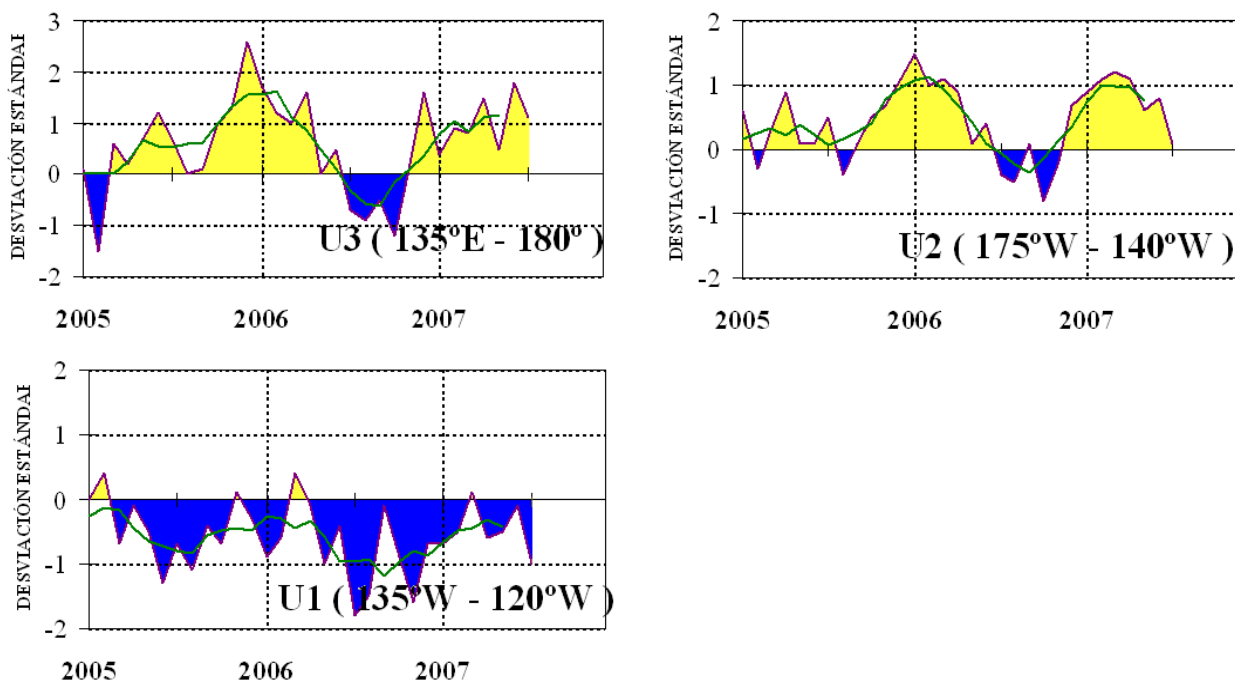 DESVIACIÓN ESTÁNDAI
3
2
1
0
-1
-2
U3 ( 135ºE - 180º )
2005 2006 2007
DESVIACIÓN ESTÁNDAI
2
1
0
-1
-2
U2 ( 175ºW - 140ºW )
2005 2006 2007
DESVIACIÓN ESTÁNDAI
2
1
0
-1
-2
U1 ( 135ºW - 120ºW )
2005 2006 2007